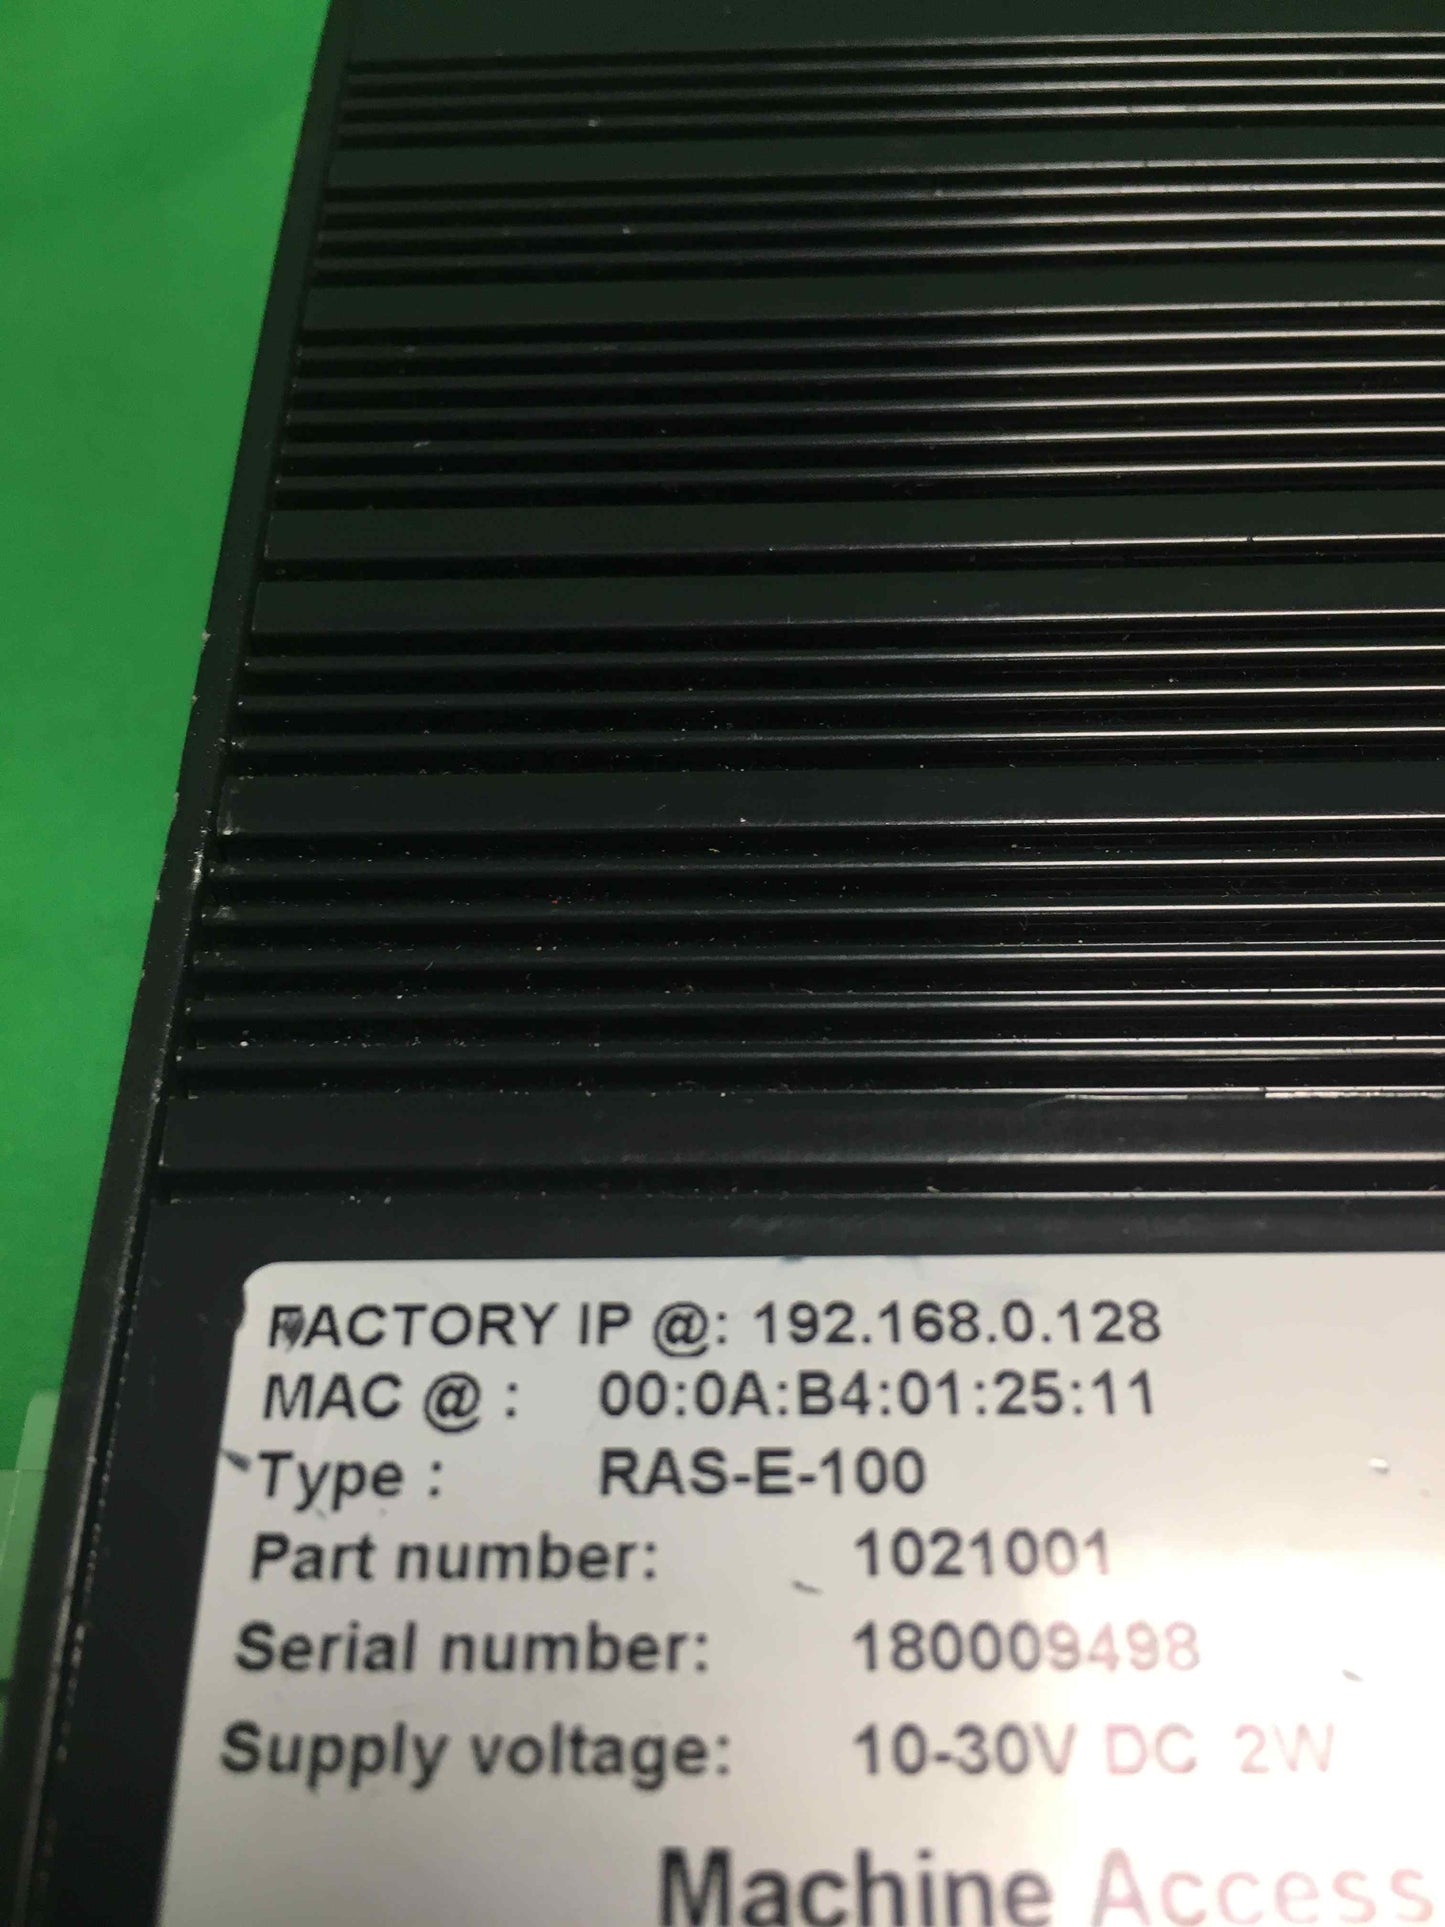 FACTORY IP @: 192.168.0.128
MAC @ : 00:0A:B4:01:25:11
Type : RAS-E-100
Part number: 1021001
Serial number: 180009498
Supply voltage: 10-30V DC 2W
Machine Access